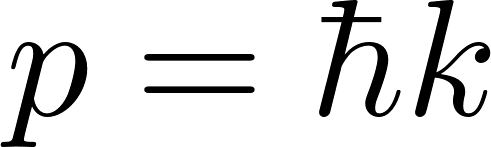 p = ℏk